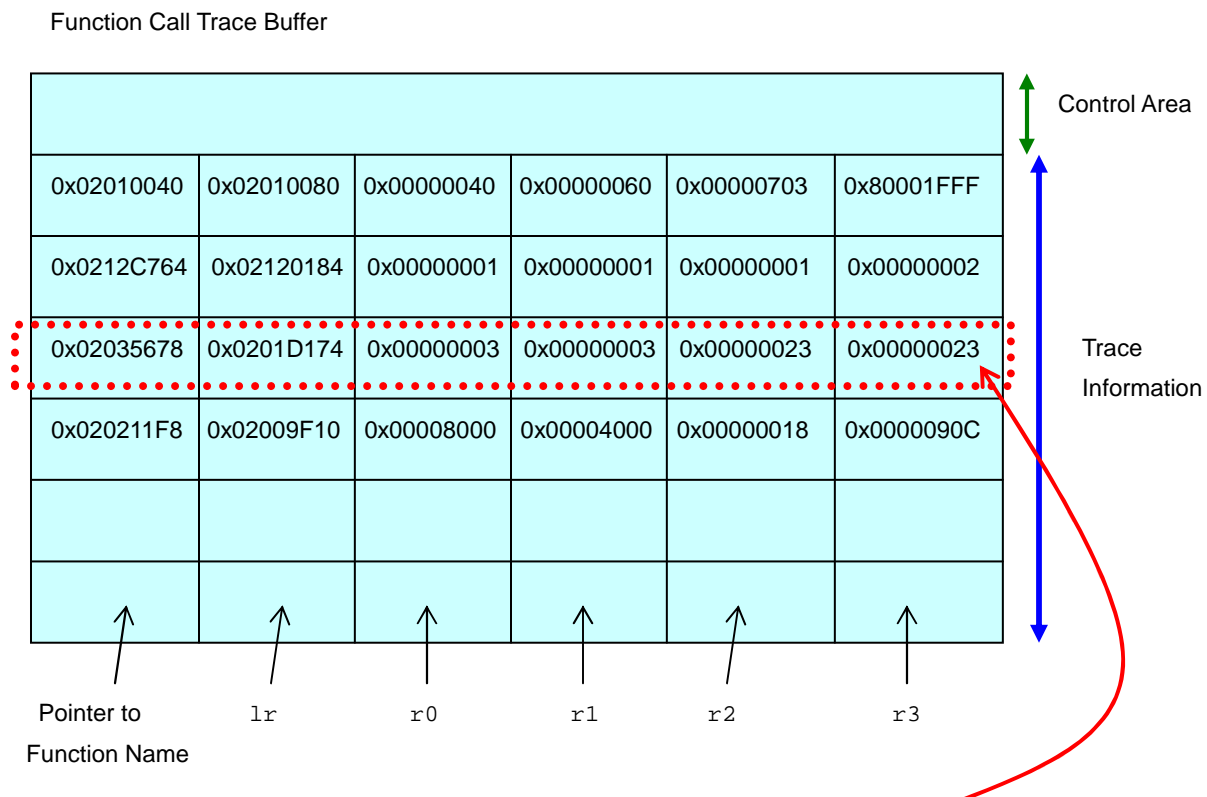 Function Call Trace Buffer
Control Area
0x02010040 0x02010080 0x00000040 0x00000060 0x00000703 0x80001FFF
0x0212C764 0x02120184 0x00000001 0x00000001 0x00000001 0x00000002
0x02035678 0x0201D174 0x00000003 0x00000003 0x00000023 0x00000023
Trace
Information
0x020211F8 0x02009F10 0x00008000 0x00004000 0x00000018 0x0000090C
Pointer to
Function Name
lr
r0
r1
r2
r3